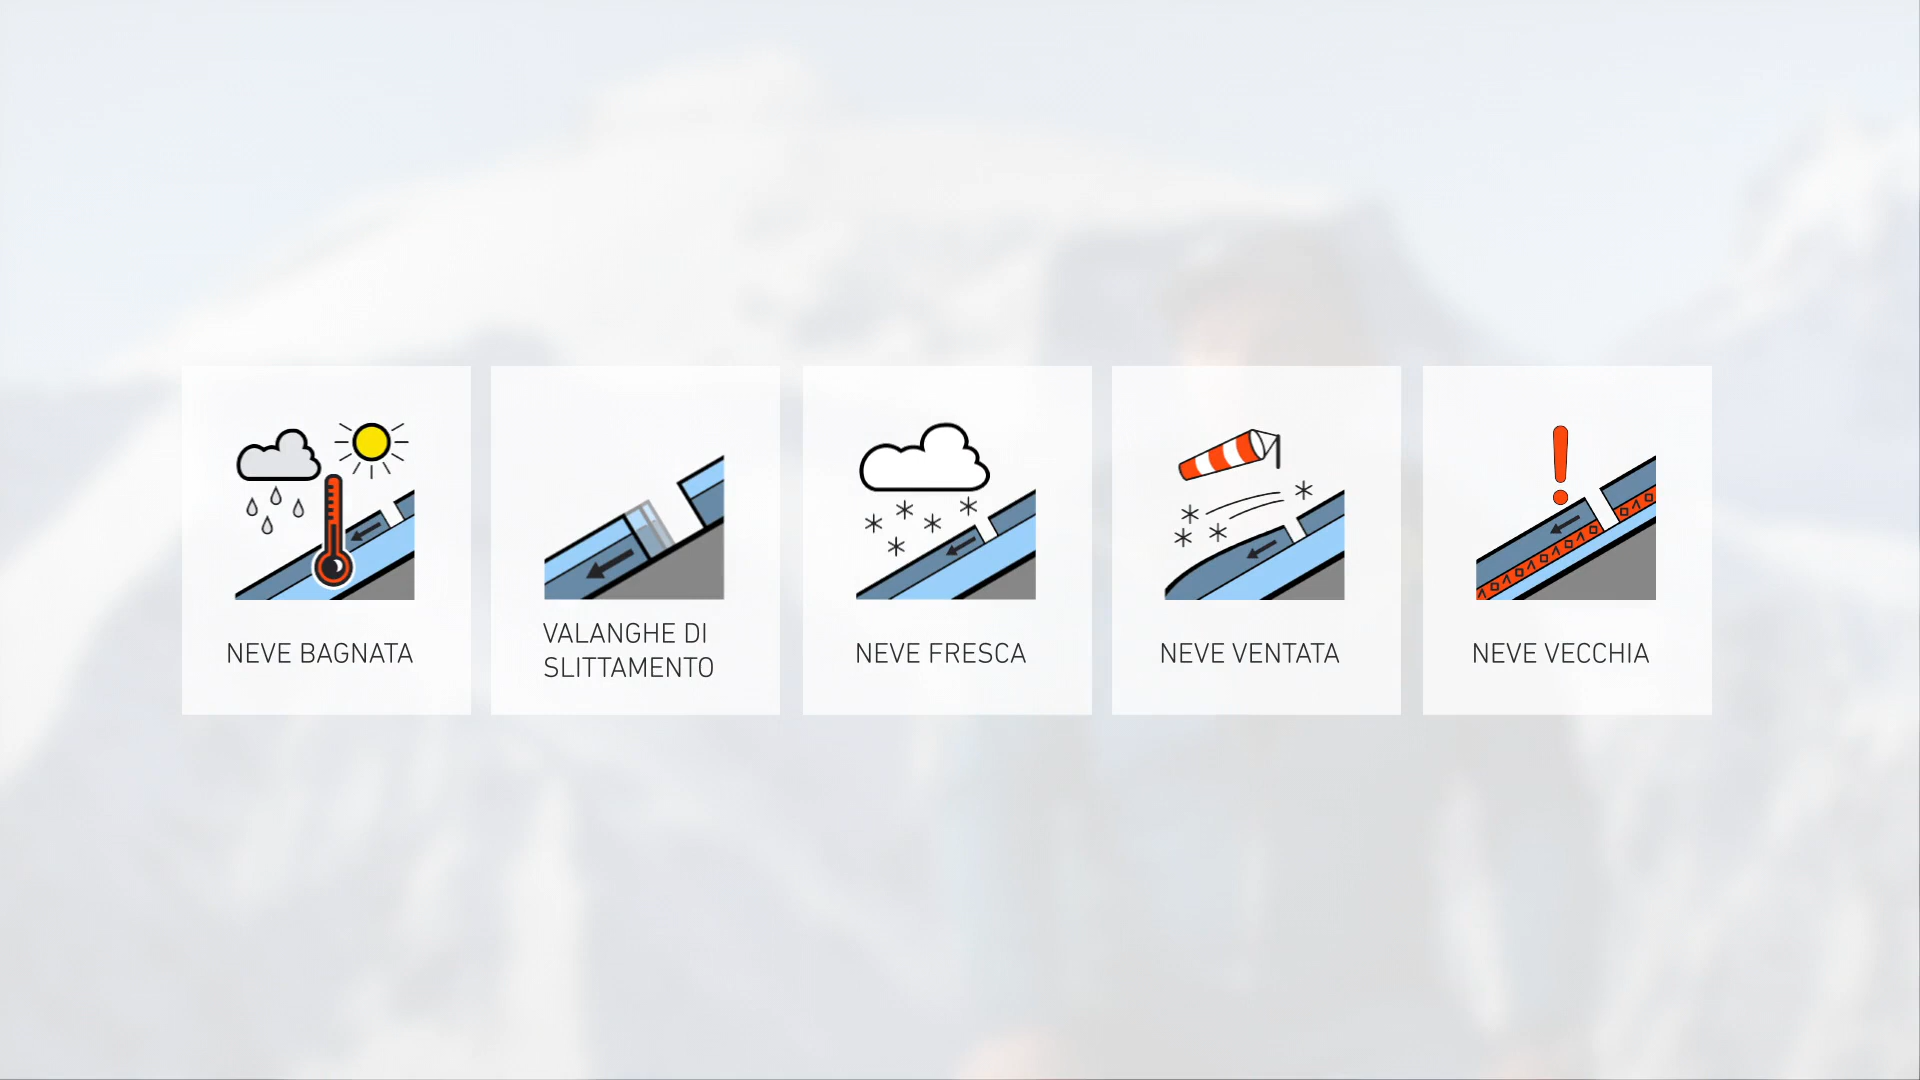 NEVE BAGNATA
VALANGHE DI
SLITTAMENTO
NEVE FRESCA
NEVE VENTATA
NEVE VECCHIA